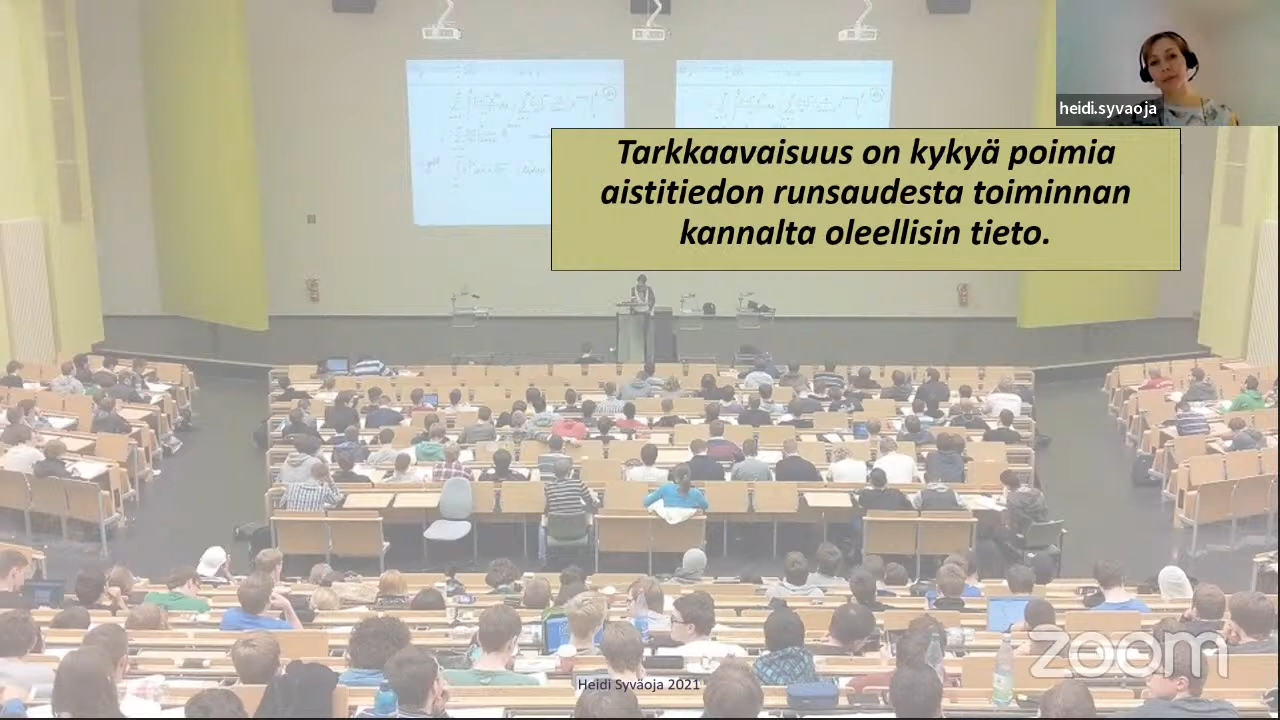 heidi.syvaoja
Tarkkaavaisuus on kykyä poimia
aistitiedon runsaudesta toiminnan
kannalta oleellisin tieto.
Heidi Syväoja 2021
zoom